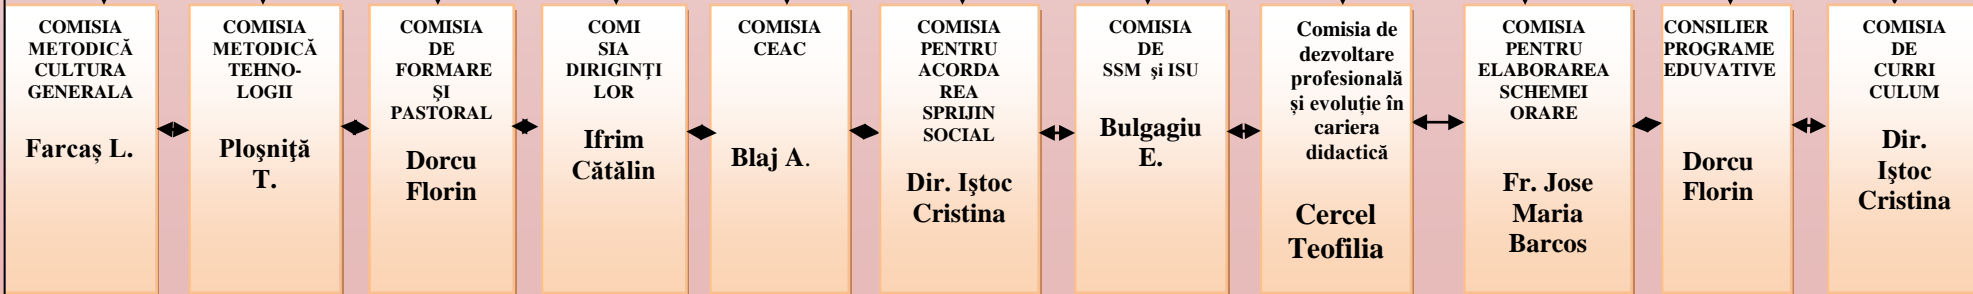 COMISIA
METODICĂ
CULTURA
GENERALA
Farcaș L.
COMISIA
METODICĂ
TEHNO-
LOGII
Ploşniţă
T.
COMISIA
DE
FORMARE
ŞI
PASTORAL
Dorcu
Florin
COMI
SIA
DIRIGINŢI
LOR
Ifrim
Cătălin
COMISIA
CEAC
Blaj A.
COMISIA
PENTRU
ACORDA
REA
SPRIJIN
SOCIAL
Dir. Iştoc
Cristina
COMISIA
DE
SSM şi ISU
Bulgagiu
E.
Comisia de
dezvoltare
profesională
și evoluție în
cariera
didactică
Cercel
Teofilia
COMISIA
PENTRU
ELABORAREA
SCHEMEI
ORARE
Fr. Jose
Maria
Barcos
CONSILIER
PROGRAME
EDUVATIVE
Dorcu
Florin
COMISIA
DE
CURRI
CULUM
Dir.
Iştoc
Cristina